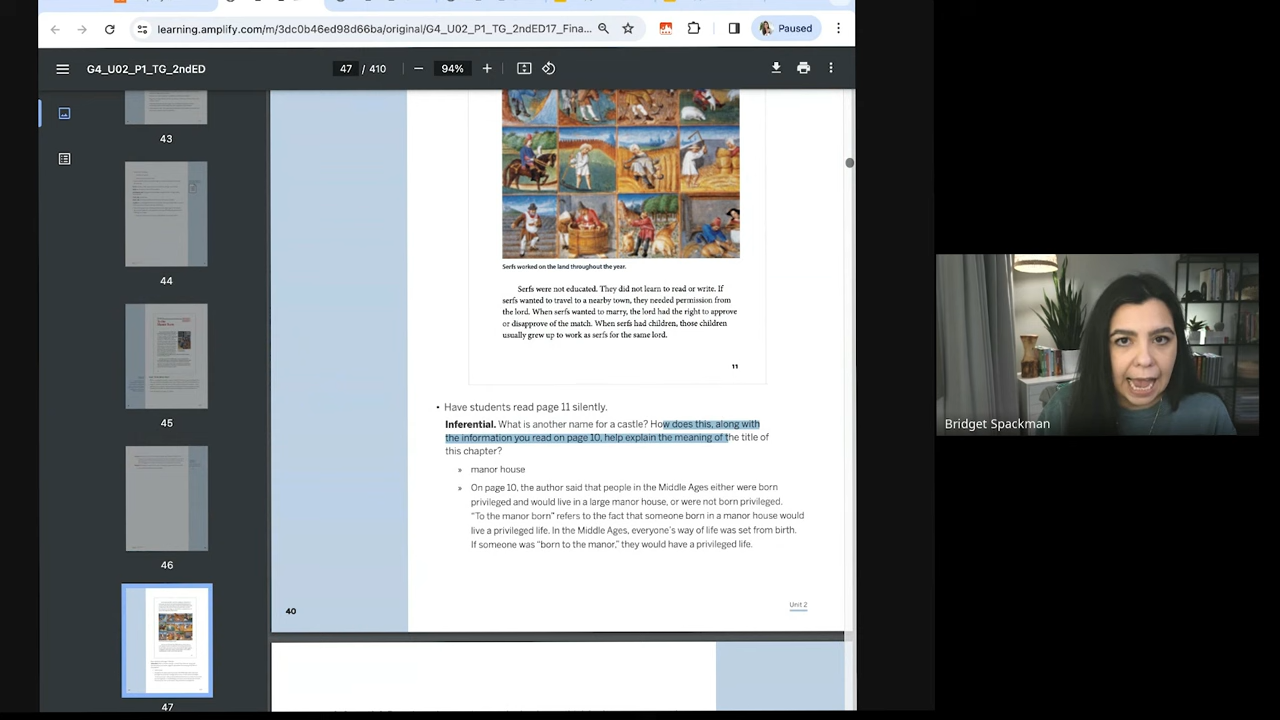 learning.amplify.com/m/3dc0b46ed98d66ba/original/G4_U02_P1_TG_2ndED17_Fina...
Paused
G4_U02_P1_TG_2ndED
47 / 410
94%
43
44
45
46
47
Serfs worked on the land throughout the year.
Serfs were not educated. They did not learn to read or write. If
serfs wanted to travel to a nearby town, they needed permission from
the lord. When serfs wanted to marry, the lord had the right to approve
or disapprove of the match. When serfs had children, those children
usually grew up to work as serfs for the same lord.
11
• Have students read page 11 silently.
Inferential. What is another name for a castle? How does this, along with
the information you read on page 10, help explain the meaning of the title of
this chapter?
» manor house
» On page 10, the author said that people in the Middle Ages either were born
privileged and would live in a large manor house, or were not born privileged.
"To the manor born" refers to the fact that someone born in a manor house would
live a privileged life. In the Middle Ages, everyone's way of life was set from birth.
If someone was "born to the manor," they would have a privileged life.
40
Unit 2
Bridget Spackman